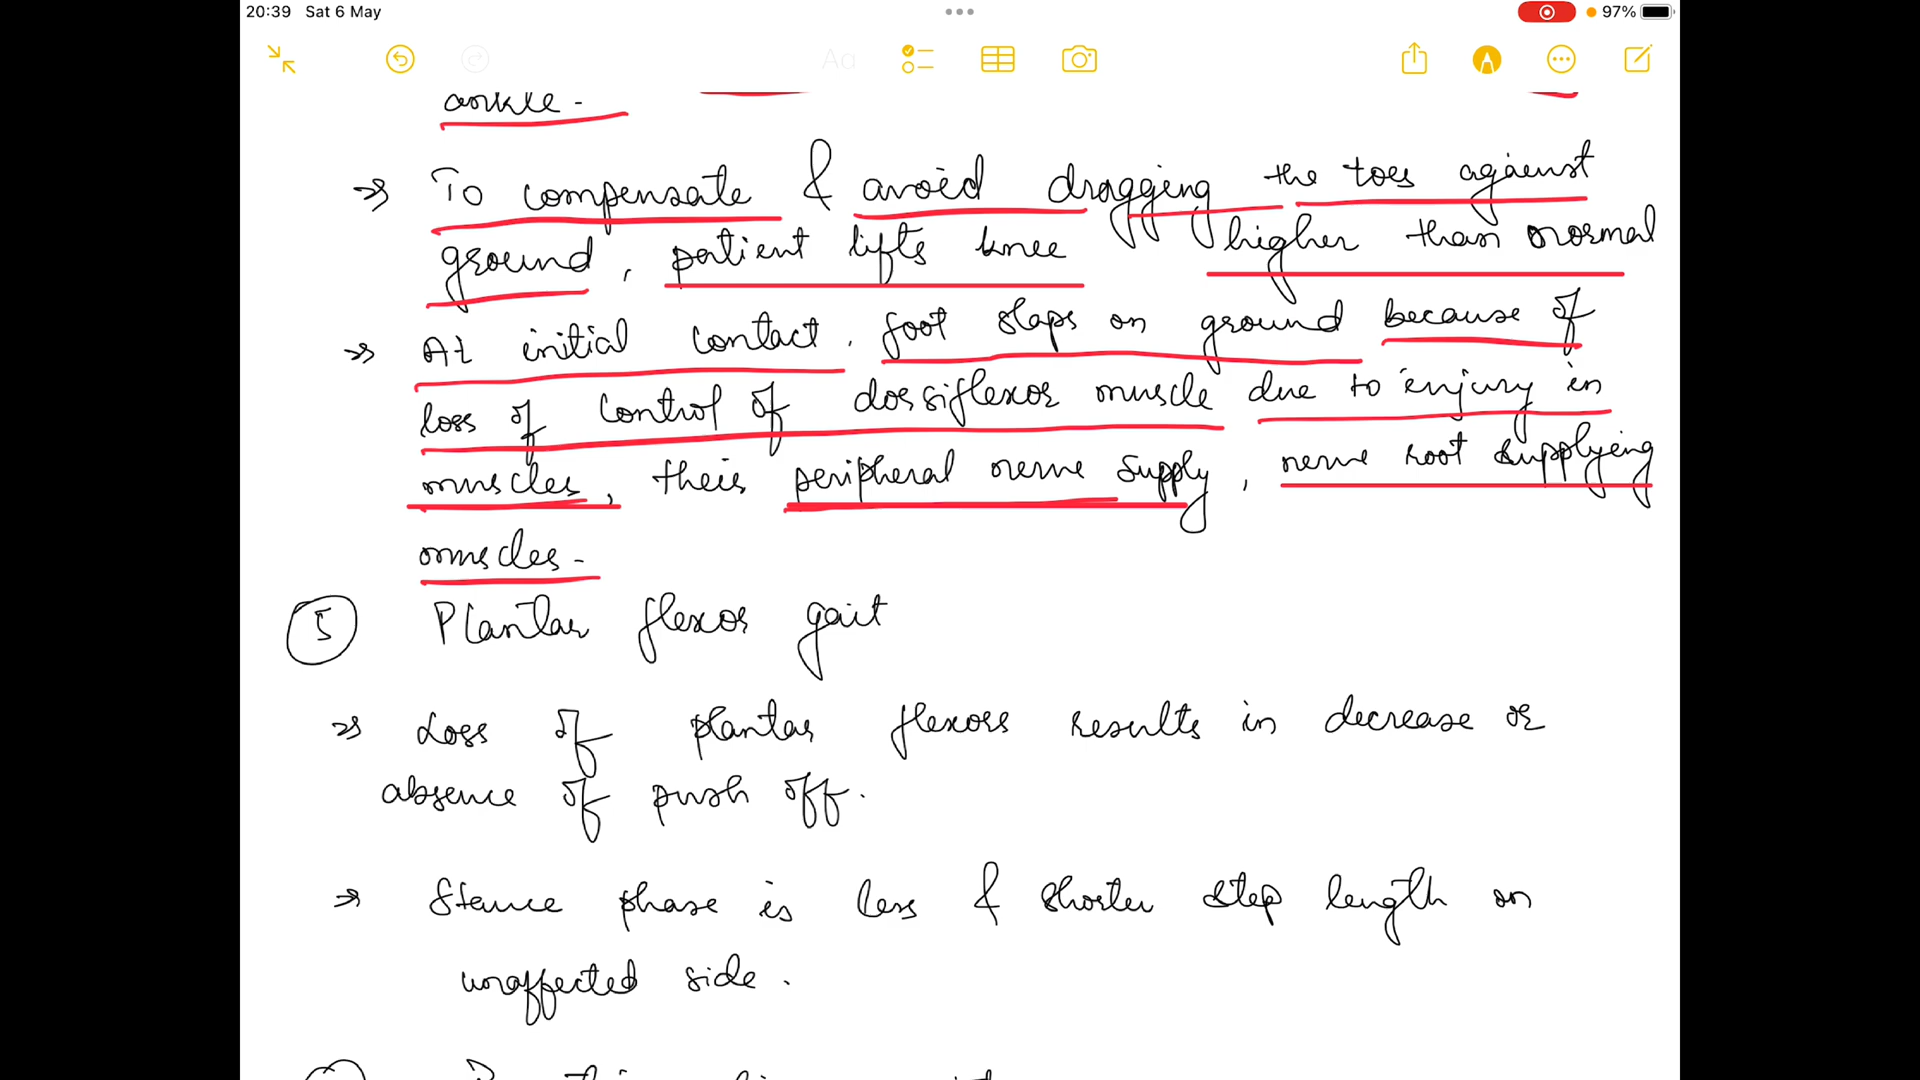 20:39 Sat 6 May
97%
Aa
ankle.
⇒ To compensate & avoid dragging the toes against
ground, patient lifts knee higher than normal
⇒ At initial contact, foot slaps on ground because of
loss of control of dorsiflexor muscle due to injury in
muscles, their peripheral nerve supply, nerve root supplying
muscles.
5 Plantar flexor gait
⇒ Loss of plantar flexors results in decrease or
absence of push off.
⇒ Stance phase is less & shorter step length on
unaffected side.